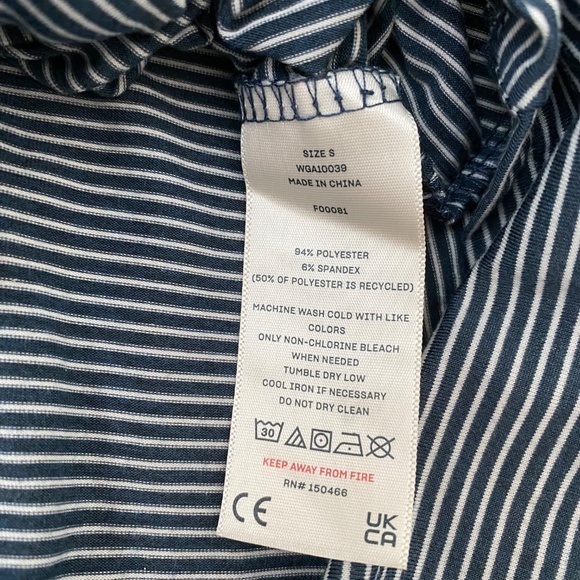 SIZE S
WGA10039
MADE IN CHINA
F00081
94% POLYESTER
6% SPANDEX
(50% OF POLYESTER IS RECYCLED)
MACHINE WASH COLD WITH LIKE
COLORS
ONLY NON-CHLORINE BLEACH
WHEN NEEDED
TUMBLE DRY LOW
COOL IRON IF NECESSARY
DO NOT DRY CLEAN
30
KEEP AWAY FROM FIRE
RN# 150466
CE
UK
CA